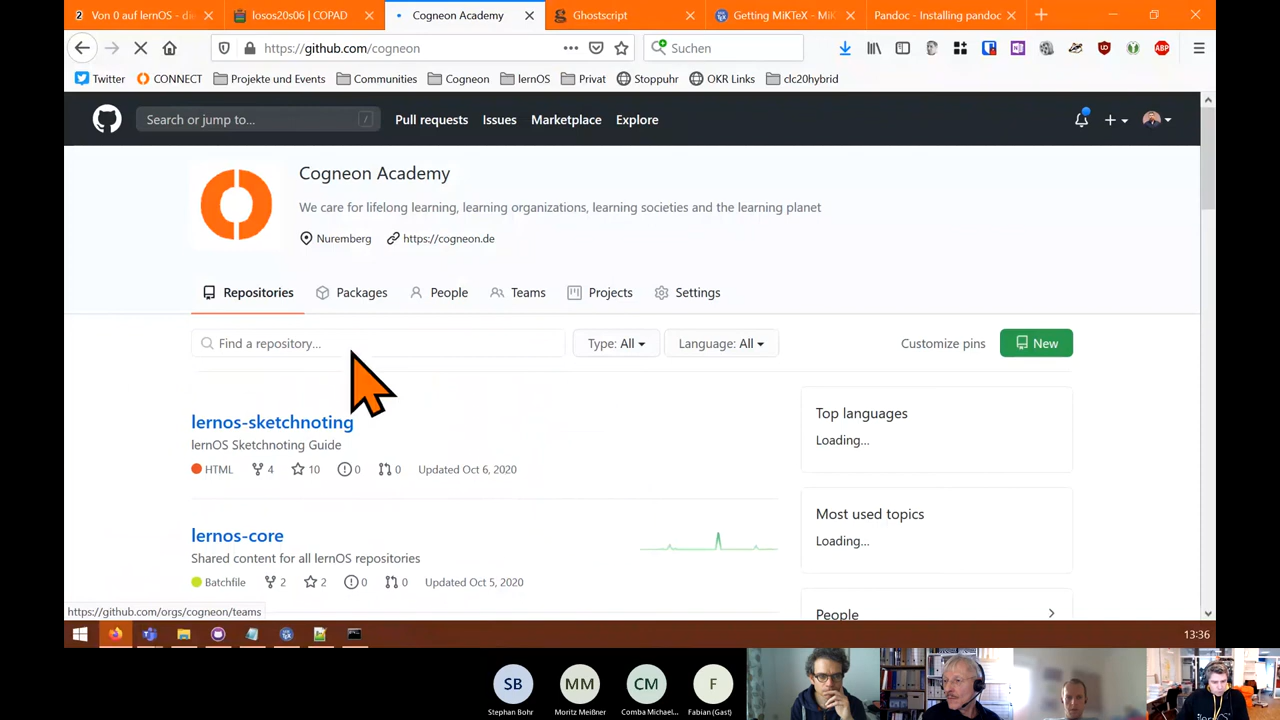 Von 0 auf lernOS - die
losos20s06 | COPAD
Cogneon Academy
Ghostscript
Getting MiKTeX - MiK
Pandoc - Installing pandoc
https://github.com/cogneon
Suchen
Twitter
CONNECT
Projekte und Events
Communities
Cogneon
lernOS
Privat
Stoppuhr
OKR Links
clc20hybrid
Search or jump to...
/
Pull requests
Issues
Marketplace
Explore
Cogneon Academy
We care for lifelong learning, learning organizations, learning societies and the learning planet
Nuremberg
https://cogneon.de
Repositories
Packages
People
Teams
Projects
Settings
Find a repository...
Type: All
Language: All
Customize pins
New
lernos-sketchnoting
lernOS Sketchnoting Guide
HTML 4 10 0 0 Updated Oct 6, 2020
lernos-core
Shared content for all lernOS repositories
Batchfile 2 2 0 0 Updated Oct 5, 2020
Top languages
Loading...
Most used topics
Loading...
People
https://github.com/orgs/cogneon/teams
13:36
SB
MM
CM
F
Stephan Bohr
Moritz Meißner
Comba Michael...
Fabian (Gast)